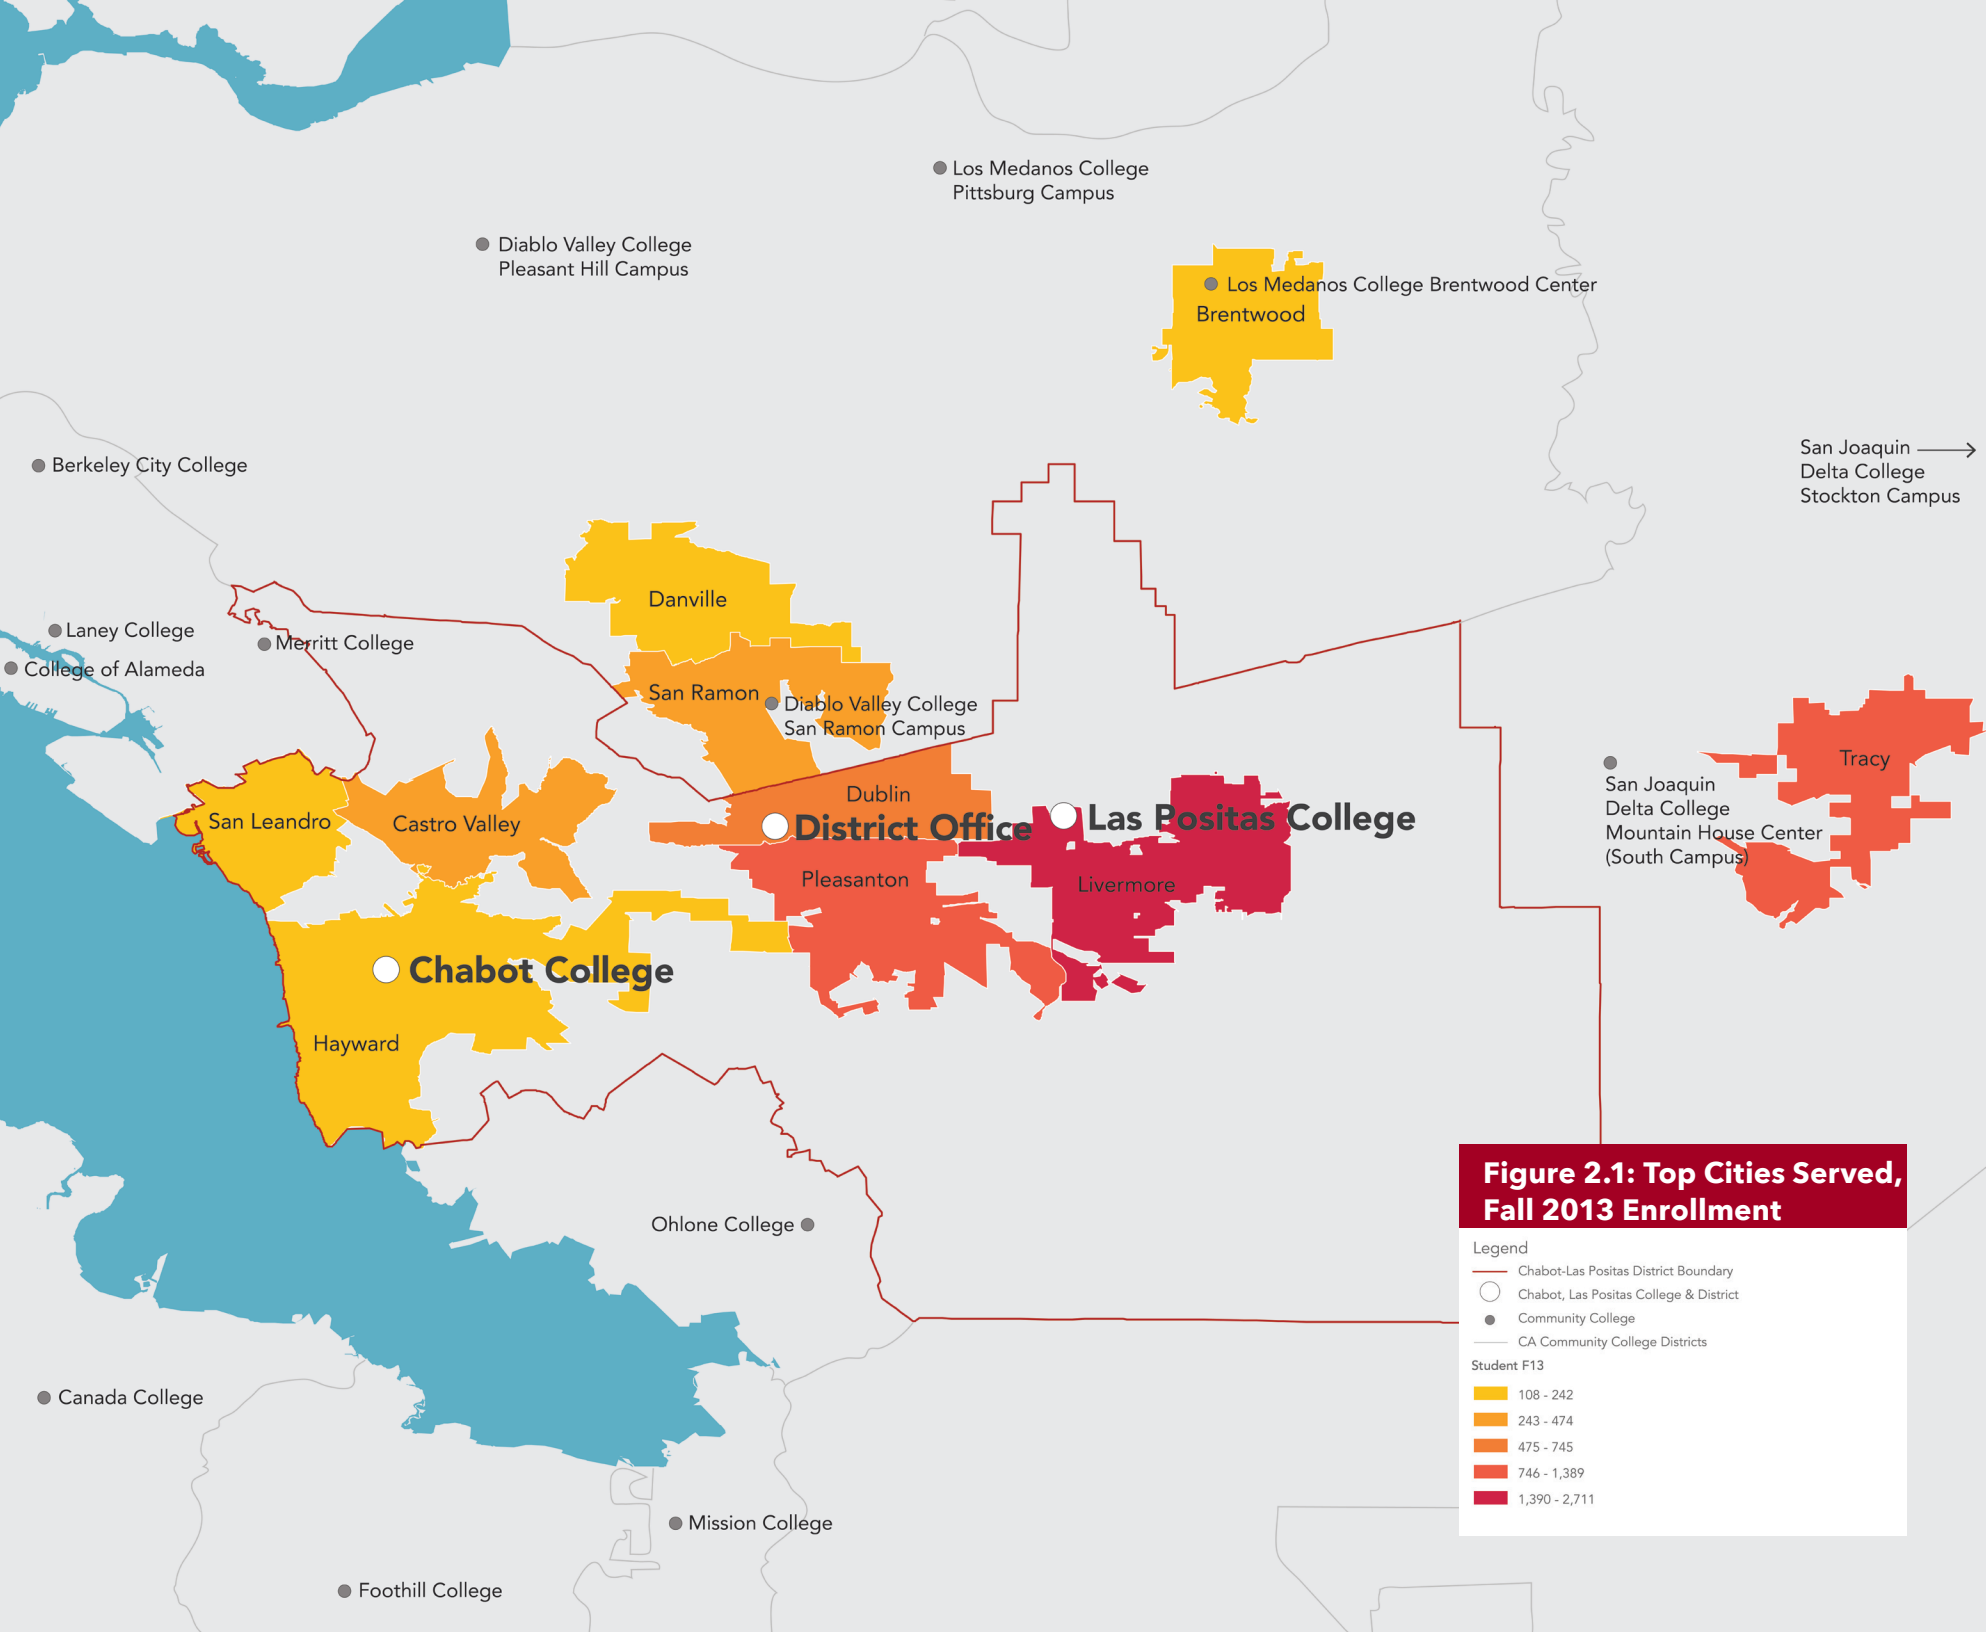 Los Medanos College
Pittsburg Campus
Diablo Valley College
Pleasant Hill Campus
Los Medanos College Brentwood Center
Brentwood
Berkeley City College
San Joaquin
Delta College
Stockton Campus
Danville
Laney College
Merritt College
College of Alameda
San Ramon
Diablo Valley College
San Ramon Campus
Tracy
San Joaquin
Delta College
Mountain House Center
(South Campus)
Dublin
San Leandro
Castro Valley
District Office
Las Positas College
Pleasanton
Livermore
Chabot College
Hayward
Ohlone College
Canada College
Mission College
Foothill College
Figure 2.1: Top Cities Served,
Fall 2013 Enrollment
Legend
Chabot-Las Positas District Boundary
Chabot, Las Positas College & District
Community College
CA Community College Districts
Student F13
108 - 242
243 - 474
475 - 745
746 - 1,389
1,390 - 2,711